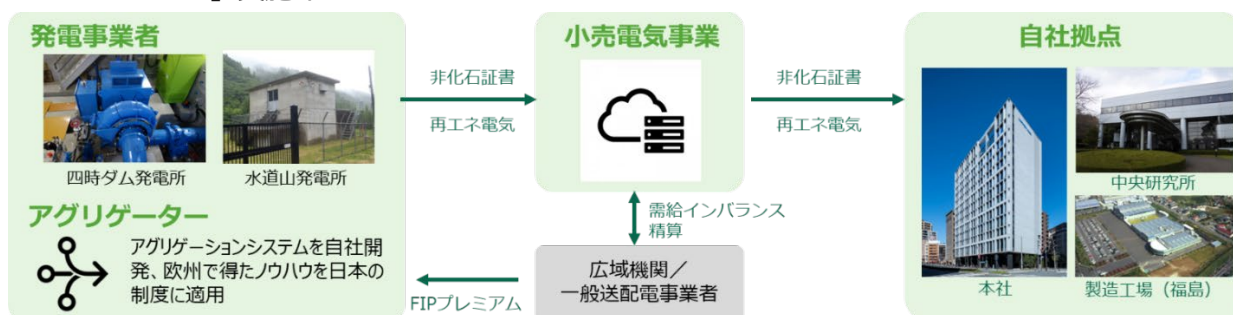 発電事業者
四時ダム発電所
水道山発電所
アグリゲーター
アグリゲーションシステムを自社開
発、欧州で得たノウハウを日本の
制度に適用
非化石証書
再エネ電気
小売電気事業
需給インバランス
精算
広域機関／
一般送配電事業者
FIPプレミアム
非化石証書
再エネ電気
自社拠点
本社
中央研究所
製造工場（福島）